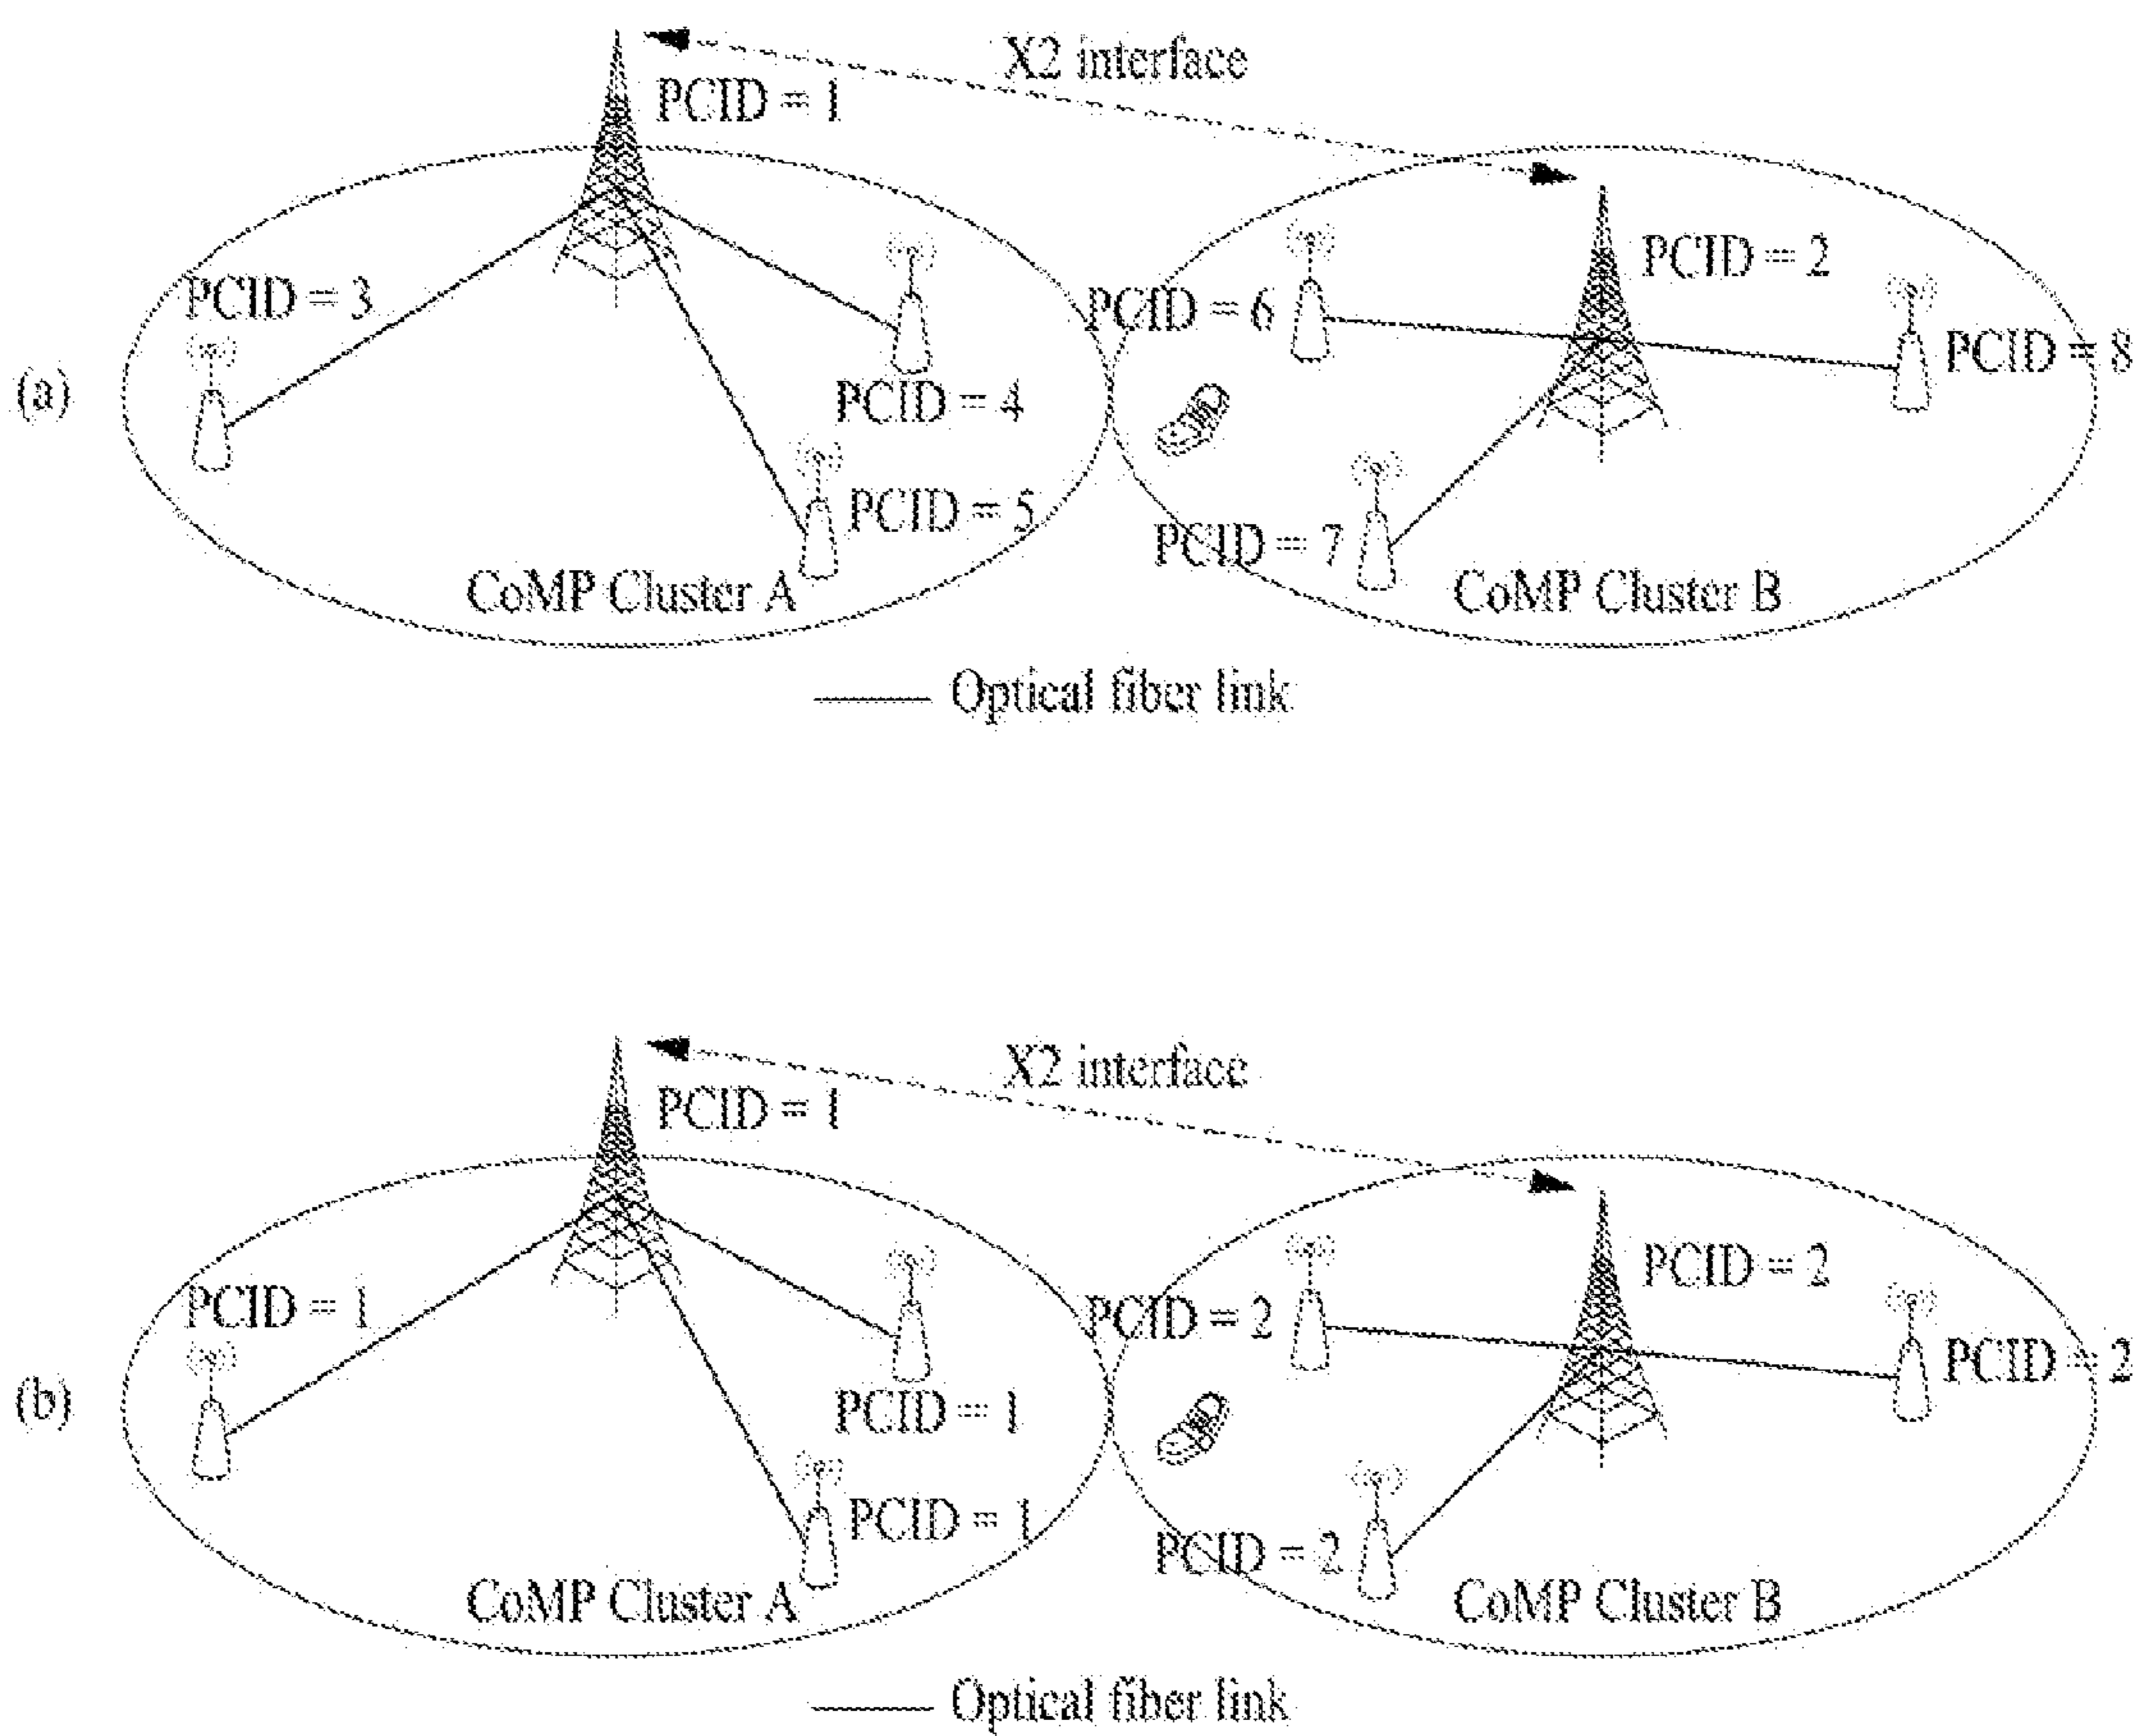 X2 interface
PCID = 1
PCID = 2
PCID = 3
PCID = 6
PCID = 8
(a)
PCID = 4
PCID = 5
PCID = 7
CoMP Cluster A
CoMP Cluster B
Optical fiber link
X2 interface
PCID = 1
PCID = 2
PCID = 1
PCID = 2
PCID = 2
(b)
PCID = 1
PCID = 1
PCID = 2
CoMP Cluster A
CoMP Cluster B
Optical fiber link